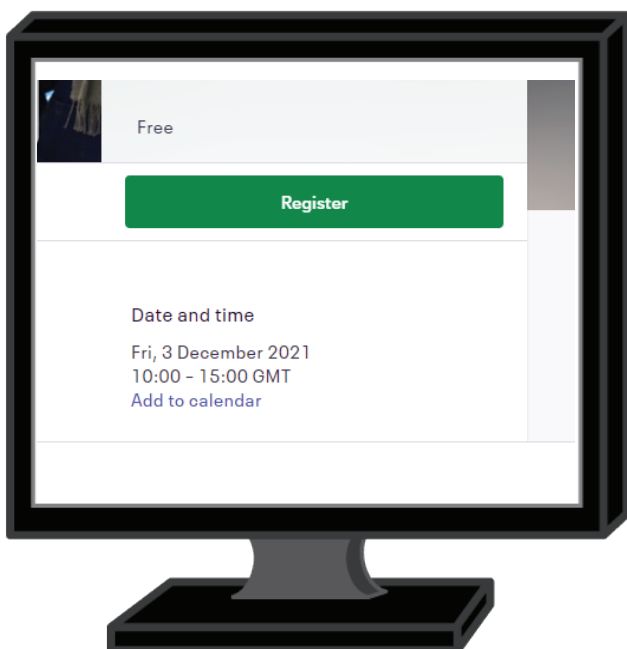 Free
Register
Date and time
Fri, 3 December 2021
10:00 – 15:00 GMT
Add to calendar